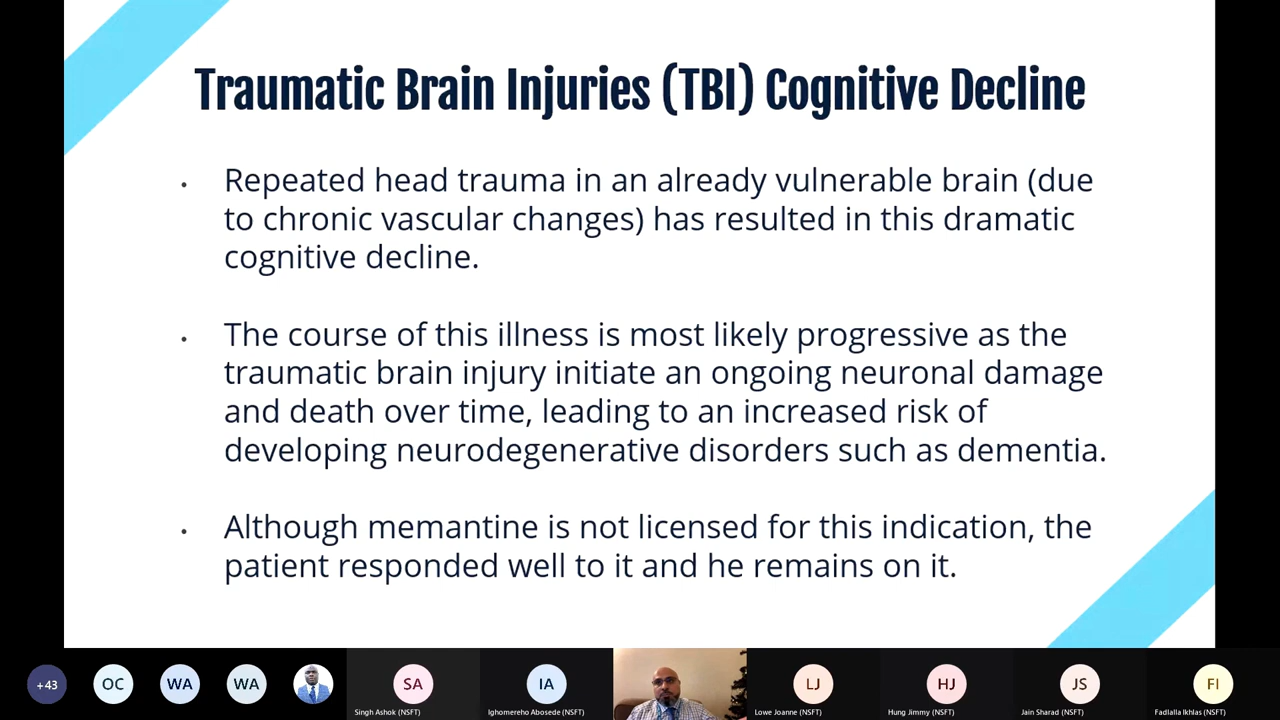 Traumatic Brain Injuries (TBI) Cognitive Decline
• Repeated head trauma in an already vulnerable brain (due
to chronic vascular changes) has resulted in this dramatic
cognitive decline.
• The course of this illness is most likely progressive as the
traumatic brain injury initiate an ongoing neuronal damage
and death over time, leading to an increased risk of
developing neurodegenerative disorders such as dementia.
• Although memantine is not licensed for this indication, the
patient responded well to it and he remains on it.
+43
OC
WA
WA
SA
IA
LJ
HJ
JS
FI
Singh Ashok (NSFT)
Ighomereho Abosede (NSFT)
Lowe Joanne (NSFT)
Hung Jimmy (NSFT)
Jain Sharad (NSFT)
Fadlalla Ikhlas (NSFT)